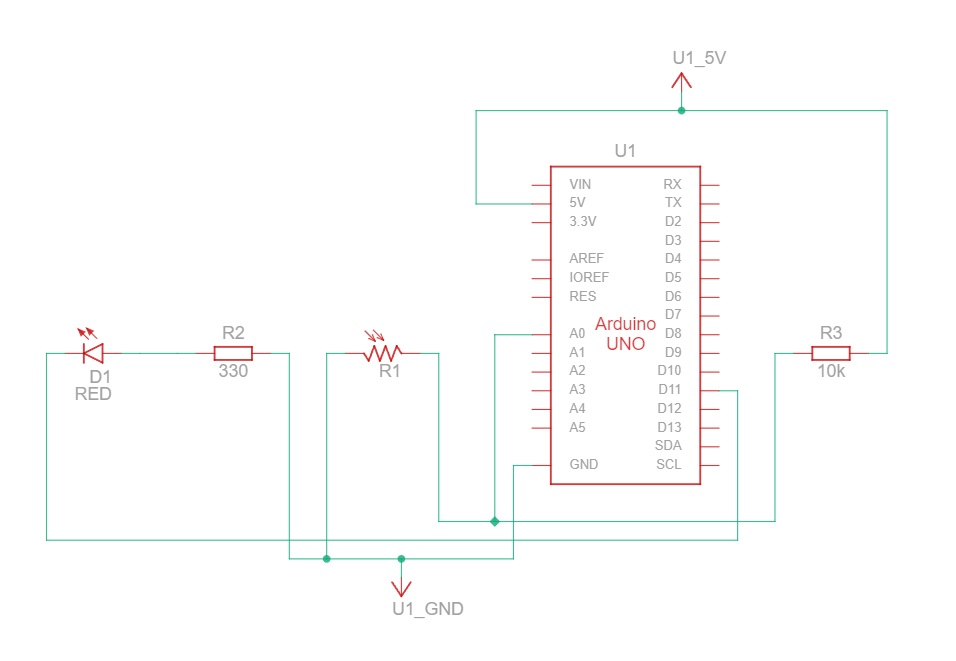 U1_5V
U1
VIN
RX
5V
TX
3.3V
D2
D3
AREF
D4
IOREF
D5
RES
D6
D7
Arduino
UNO
A0
D8
A1
D9
A2
D10
A3
D11
A4
D12
A5
D13
SDA
GND
SCL
D1
RED
R2
330
R1
R3
10k
U1_GND